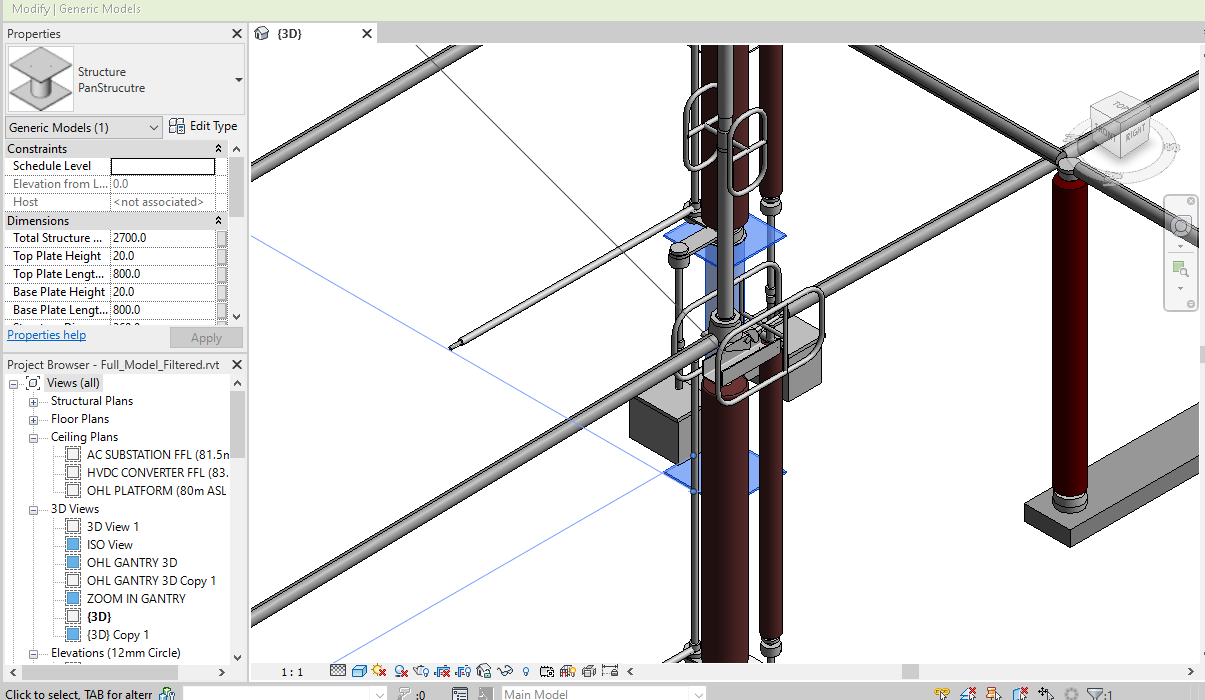 Modify | Generic Models
Properties
Structure
PanStrucutre
Generic Models (1)
Edit Type
Constraints
Schedule Level
Elevation from L... 0.0
Host <not associated>
Dimensions
Total Structure ... 2700.0
Top Plate Height 20.0
Top Plate Lengt... 800.0
Base Plate Height 20.0
Base Plate Lengt... 800.0
Properties help
Apply
Project Browser - Full_Model_Filtered.rvt
Views (all)
Structural Plans
Floor Plans
Ceiling Plans
AC SUBSTATION FFL (81.5m
HVDC CONVERTER FFL (83.
OHL PLATFORM (80m ASL
3D Views
3D View 1
ISO View
OHL GANTRY 3D
OHL GANTRY 3D Copy 1
ZOOM IN GANTRY
{3D}
{3D} Copy 1
Elevations (12mm Circle)
{3D}
TOP
FRONT
RIGHT
1 : 1
Click to select, TAB for alterr
:0
Main Model
:1